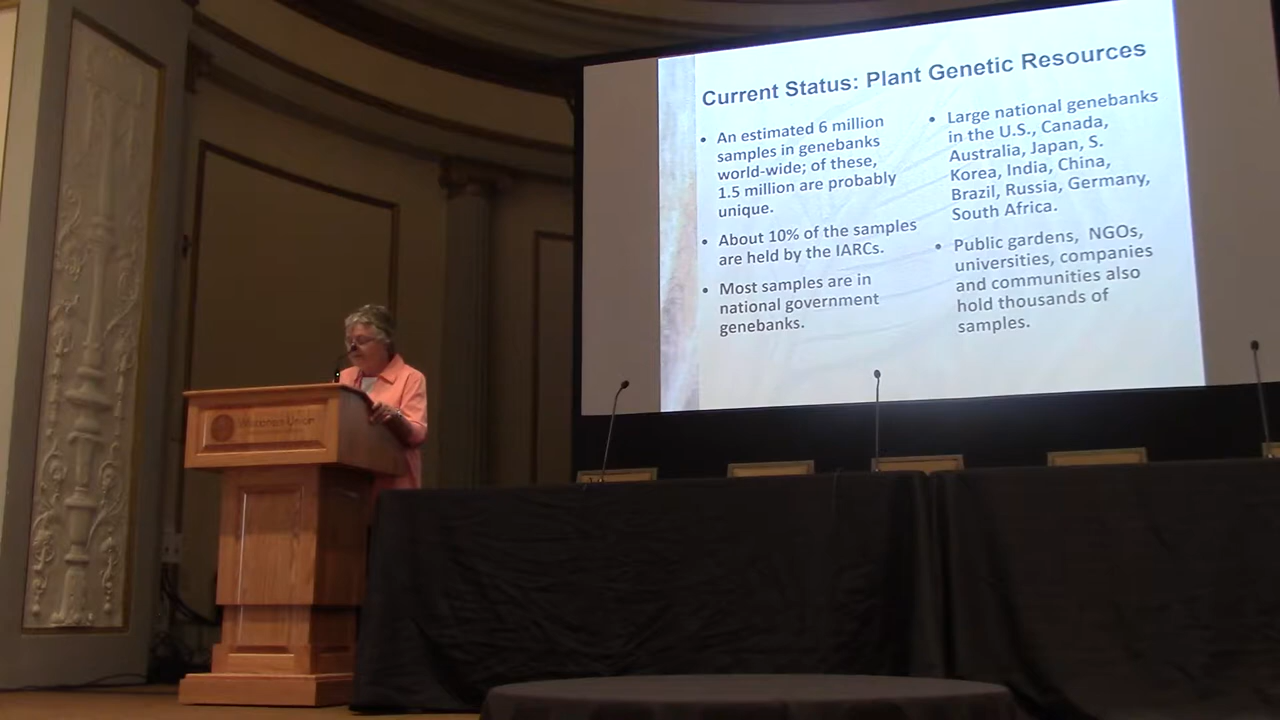 Current Status: Plant Genetic Resources
• An estimated 6 million
samples in genebanks
world-wide; of these,
1.5 million are probably
unique.
• About 10% of the samples
are held by the IARCs.
• Most samples are in
national government
genebanks.
• Large national genebanks
in the U.S., Canada,
Australia, Japan, S.
Korea, India, China,
Brazil, Russia, Germany,
South Africa.
• Public gardens, NGOs,
universities, companies
and communities also
hold thousands of
samples.
Wisconsin Union